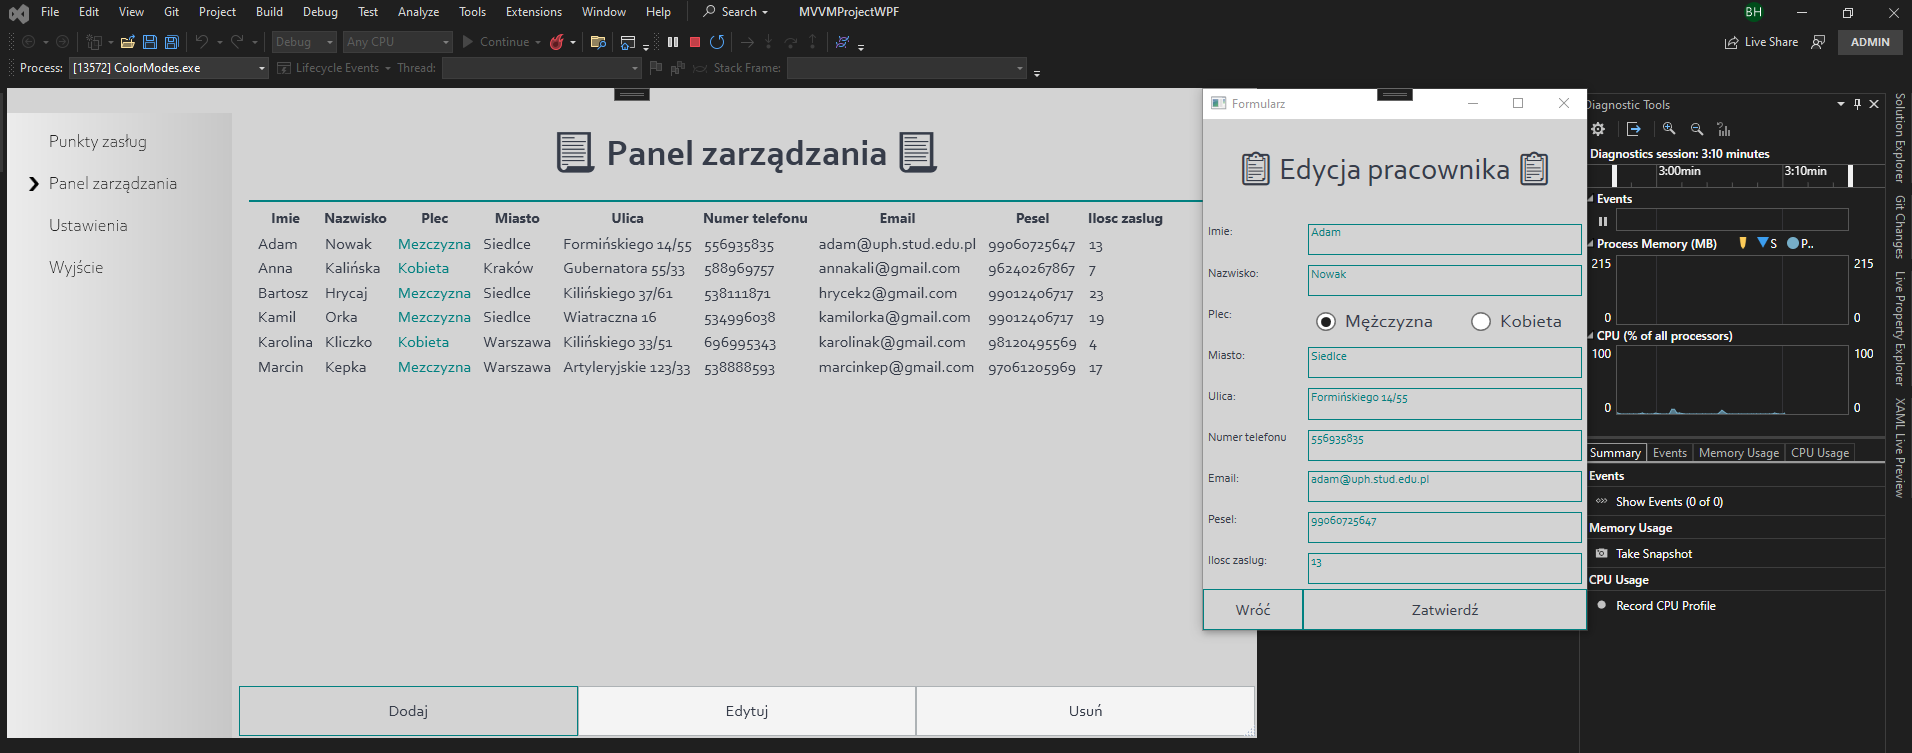 File Edit View Git Project Build Debug Test Analyze Tools Extensions Window Help Search MVVMProjectWPF BH
Debug Any CPU Continue Live Share ADMIN
Process: [13572] ColorModes.exe Lifecycle Events Thread: Stack Frame:
Punkty zasług
Panel zarządzania
Ustawienia
Wyjście
Panel zarządzania
Imie Nazwisko Plec Miasto Ulica Numer telefonu Email Pesel Ilosc zaslug
Adam Nowak Mezczyzna Siedlce Formińskiego 14/55 556935835 adam@uph.stud.edu.pl 99060725647 13
Anna Kalińska Kobieta Kraków Gubernatora 55/33 588969757 annakali@gmail.com 96240267867 7
Bartosz Hrycaj Mezczyzna Siedlce Kilińskiego 37/61 538111871 hrycek2@gmail.com 99012406717 23
Kamil Orka Mezczyzna Siedlce Wiatraczna 16 534996038 kamilorka@gmail.com 99012406717 19
Karolina Kliczko Kobieta Warszawa Kilińskiego 33/51 696995343 karolinak@gmail.com 98120495569 4
Marcin Kepka Mezczyzna Warszawa Artyleryjskie 123/33 538888593 marcinkep@gmail.com 97061205969 17
Dodaj Edytuj Usuń
Formularz
Edycja pracownika
Imie: Adam
Nazwisko: Nowak
Plec: Mężczyzna Kobieta
Miasto: Siedlce
Ulica: Formińskiego 14/55
Numer telefonu 556935835
Email: adam@uph.stud.edu.pl
Pesel: 99060725647
Ilosc zaslug: 13
Wróć Zatwierdź
Diagnostic Tools
Diagnostics session: 3:10 minutes
3:00min 3:10min
Events
Process Memory (MB) S P..
215 215
0 0
CPU (% of all processors)
100 100
0 0
Summary Events Memory Usage CPU Usage
Events
Show Events (0 of 0)
Memory Usage
Take Snapshot
CPU Usage
Record CPU Profile
Solution Explorer
Git Changes
Live Property Explorer
XAML Live Preview